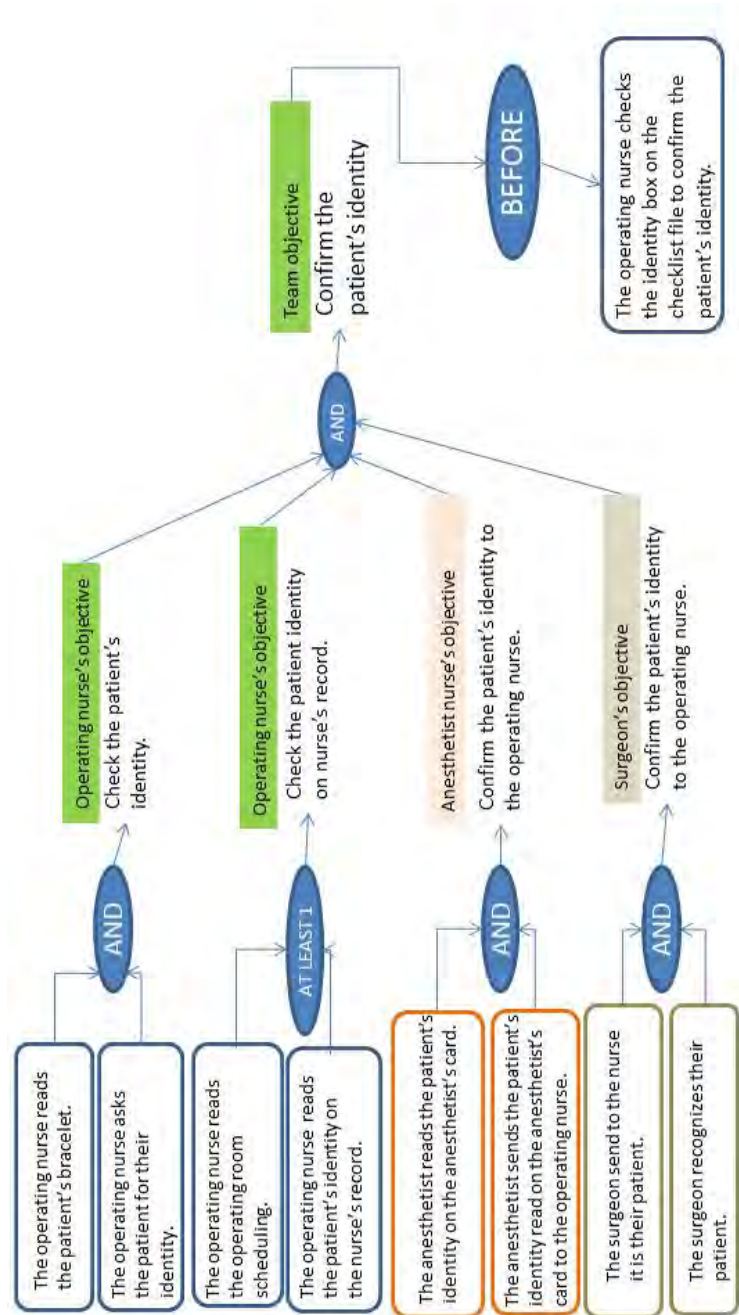 The operating nurse reads
the patient's bracelet.
The operating nurse asks
the patient for their
identity.
AND
Operating nurse's objective
Check the patient's
identity.
The operating nurse reads
the operating room
scheduling.
The operating nurse reads
the patient's identity on
the nurse's record.
AT LEAST 1
Operating nurse's objective
Check the patient identity
on nurse's record.
The anesthetist reads the patient's
identity on the anesthetist's card.
The anesthetist sends the patient's
identity read on the anesthetist's
card to the operating nurse.
AND
Anesthetist nurse's objective
Confirm the patient's identity to
the operating nurse.
The surgeon send to the nurse
it is their patient.
The surgeon recognizes their
patient.
AND
Surgeon's objective
Confirm the patient's identity
to the operating nurse.
AND
Team objective
Confirm the
patient's identity
BEFORE
The operating nurse checks
the identity box on the
checklist file to confirm the
patient's identity.